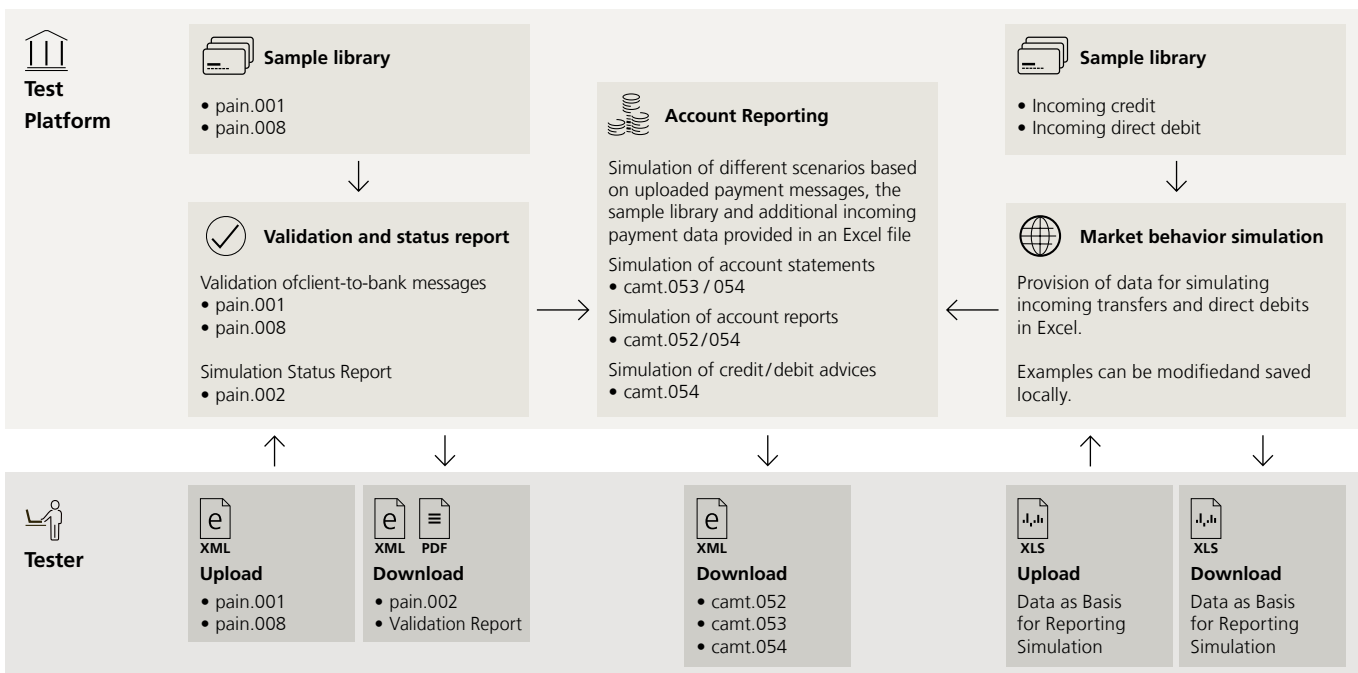 Test
Platform
Sample library
• pain.001
• pain.008
Validation and status report
Validation ofclient-to-bank messages
• pain.001
• pain.008
Simulation Status Report
• pain.002
Account Reporting
Simulation of different scenarios based
on uploaded payment messages, the
sample library and additional incoming
payment data provided in an Excel file
Simulation of account statements
• camt.053 / 054
Simulation of account reports
• camt.052/054
Simulation of credit/debit advices
• camt.054
Sample library
• Incoming credit
• Incoming direct debit
Market behavior simulation
Provision of data for simulating
incoming transfers and direct debits
in Excel.
Examples can be modifiedand saved
locally.
Tester
e
XML
Upload
• pain.001
• pain.008
e
XML PDF
Download
• pain.002
• Validation Report
e
XML
Download
• camt.052
• camt.053
• camt.054
XLS
Upload
Data as Basis
for Reporting
Simulation
XLS
Download
Data as Basis
for Reporting
Simulation